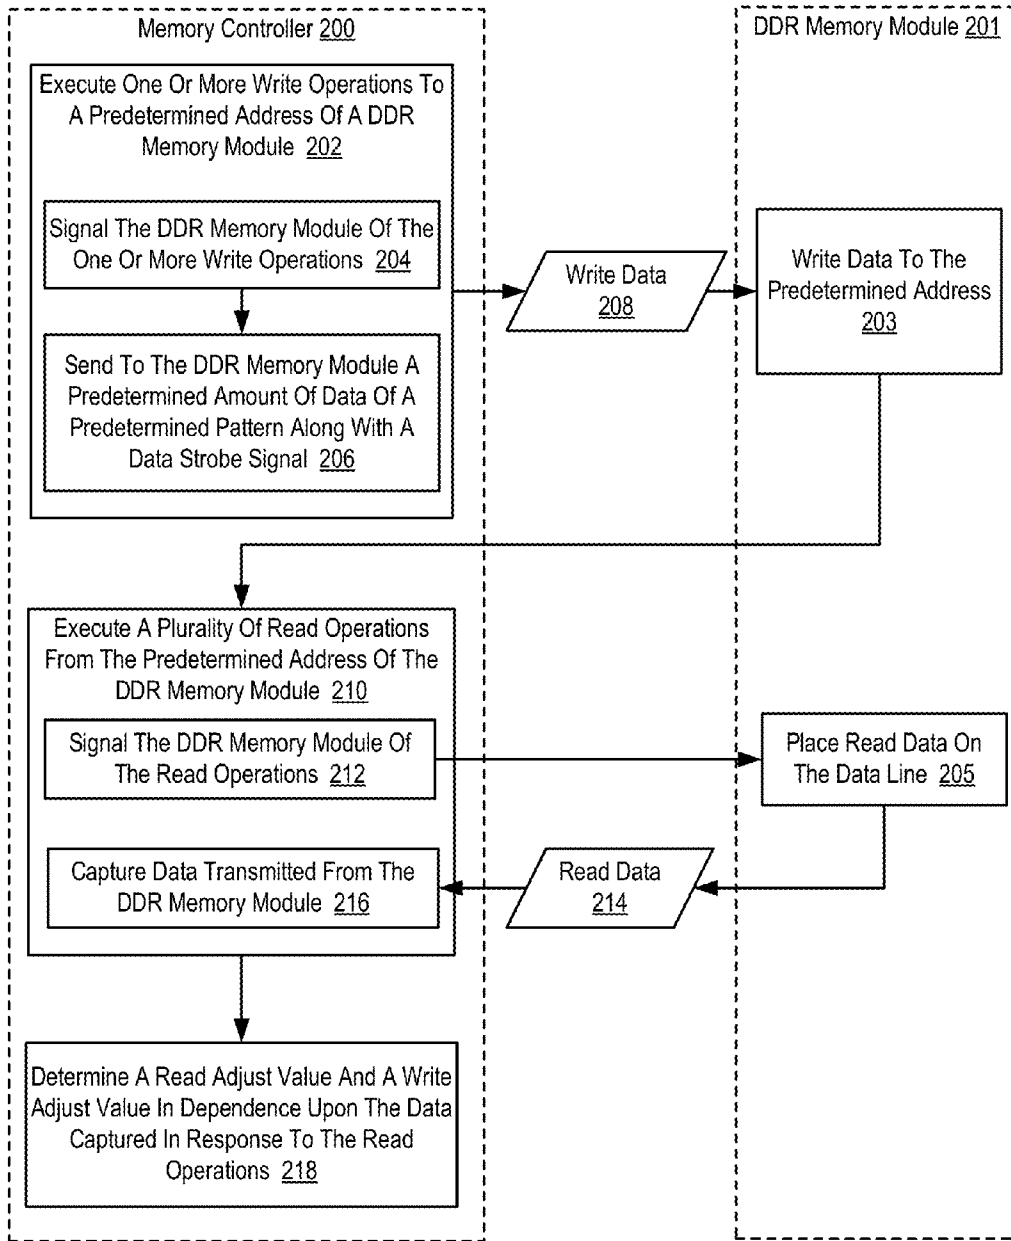 Memory Controller 200
DDR Memory Module 201
Execute One Or More Write Operations To
A Predetermined Address Of A DDR
Memory Module 202
Signal The DDR Memory Module Of The
One Or More Write Operations 204
Write Data
208
Write Data To The
Predetermined Address
203
Send To The DDR Memory Module A
Predetermined Amount Of Data Of A
Predetermined Pattern Along With A
Data Strobe Signal 206
Execute A Plurality Of Read Operations
From The Predetermined Address Of The
DDR Memory Module 210
Signal The DDR Memory Module Of
The Read Operations 212
Place Read Data On
The Data Line 205
Capture Data Transmitted From The
DDR Memory Module 216
Read Data
214
Determine A Read Adjust Value And A Write
Adjust Value In Dependence Upon The Data
Captured In Response To The Read
Operations 218